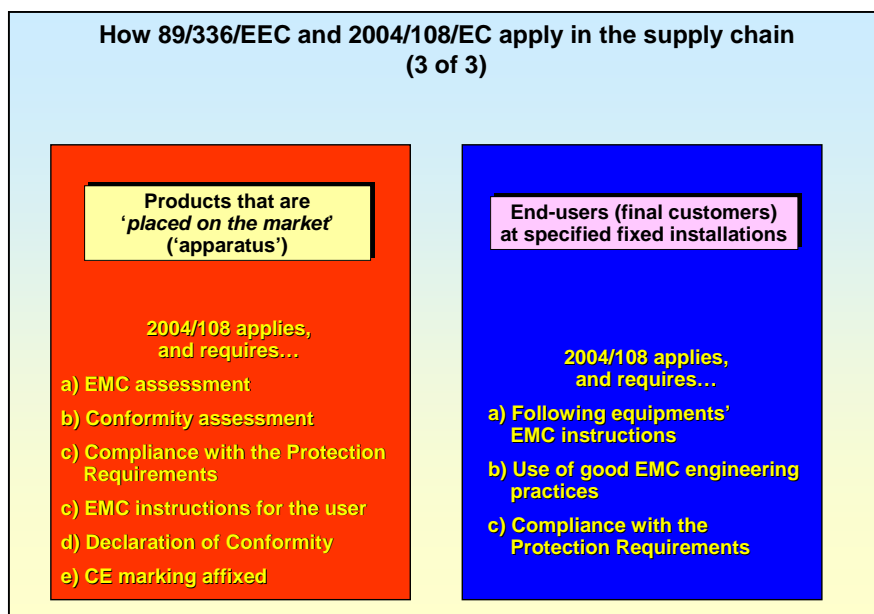 How 89/336/EEC and 2004/108/EC apply in the supply chain
(3 of 3)
Products that are
‘placed on the market’
(‘apparatus’)
2004/108 applies,
and requires…
a) EMC assessment
b) Conformity assessment
c) Compliance with the Protection
Requirements
c) EMC instructions for the user
d) Declaration of Conformity
e) CE marking affixed
End-users (final customers)
at specified fixed installations
2004/108 applies,
and requires…
a) Following equipments’
EMC instructions
b) Use of good EMC engineering
practices
c) Compliance with the
Protection Requirements